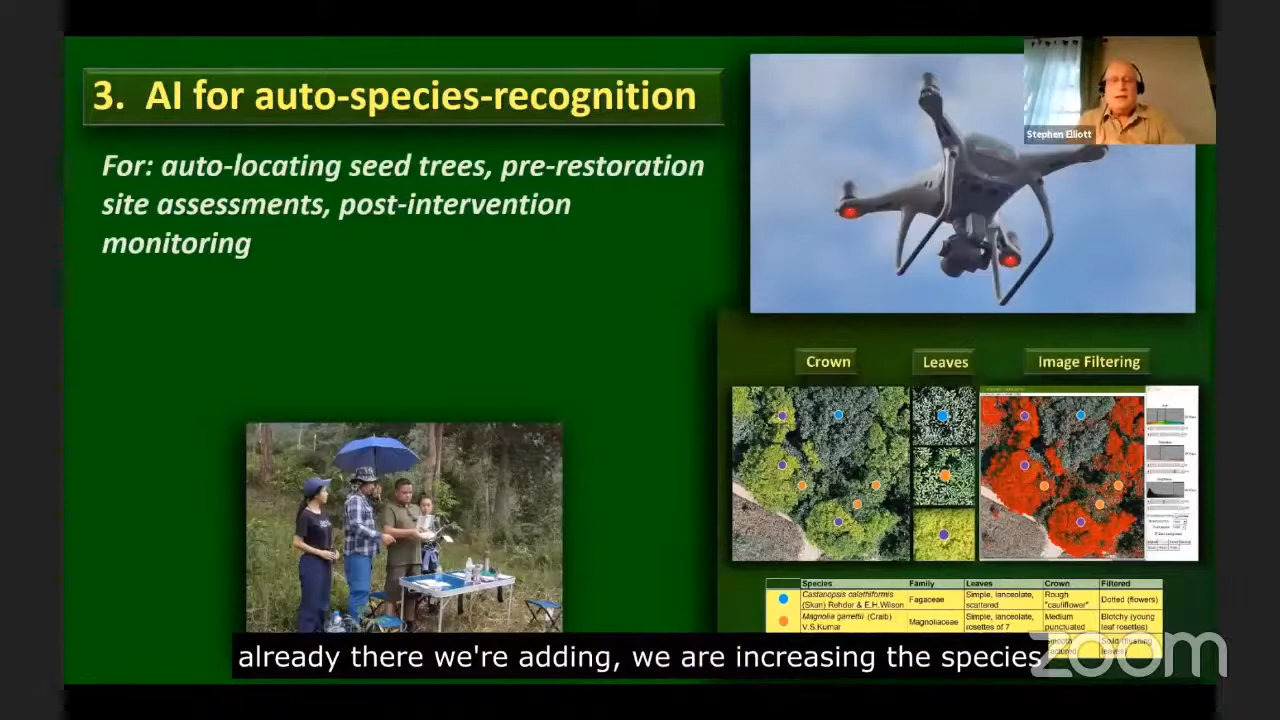 3. AI for auto-species-recognition
For: auto-locating seed trees, pre-restoration
site assessments, post-intervention
monitoring
Stephen Elliott
Crown
Leaves
Image Filtering
Species Family Leaves Crown Filtered
Castanopsis calathiformis
(Skan) Rehder & E.H.Wilson
Fagaceae
Simple, lanceolate,
scattered
Rough
"cauliflower"
Dotted (flowers)
Magnolia garrettii (Craib)
V.S.Kumar
Magnoliaceae
Simple, lanceolate,
rosettes of 7
Medium
punctuated
Blotchy (young
leaf rosettes)
already there we're adding, we are increasing the species
zoom